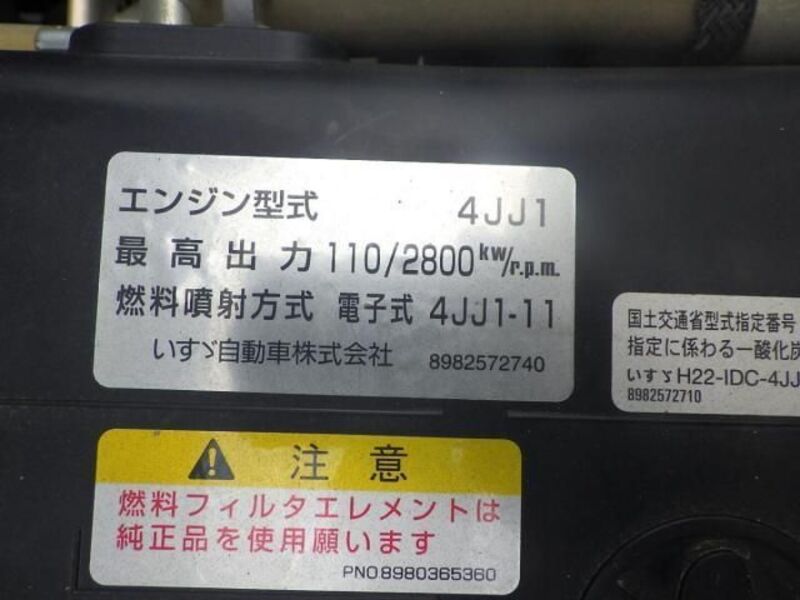 エンジン型式 4JJ1
最高出力 110/2800 kw/r.p.m.
燃料噴射方式 電子式 4JJ1-11
いすゞ自動車株式会社 8982572740
国土交通省型式指定番号
指定に係わる一酸化炭
いすゞH22-IDC-4JJ
8982572710
注意
燃料フィルタエレメントは
純正品を使用願います
PNO8980365360